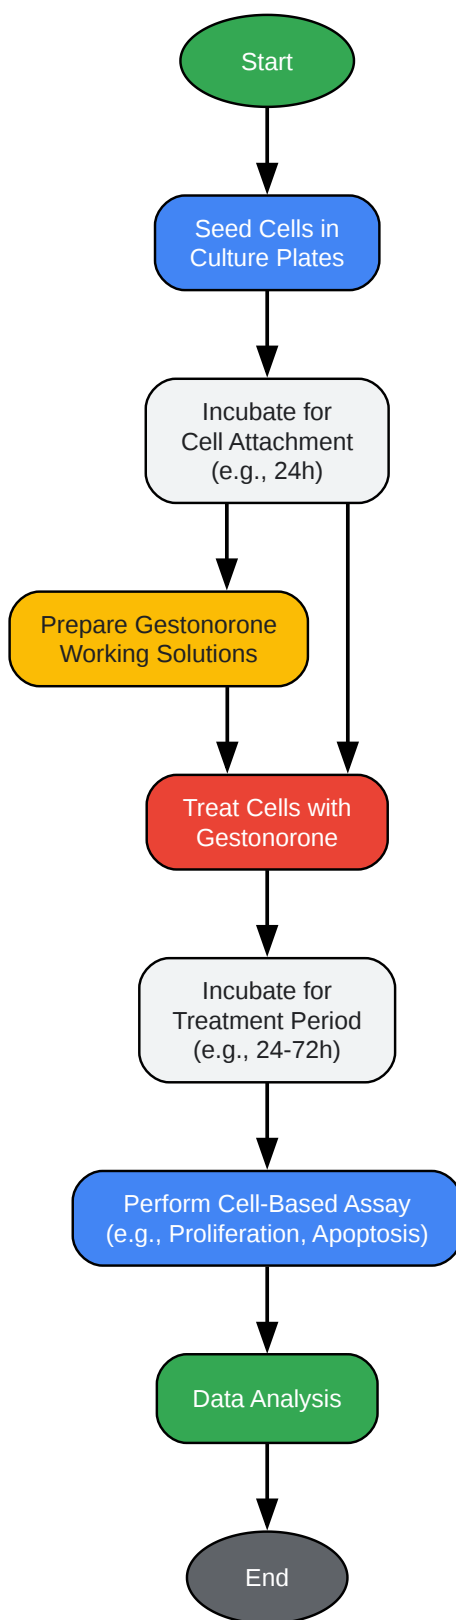 Start
Seed Cells in
Culture Plates
Incubate for
Cell Attachment
(e.g., 24h)
Prepare Gestonorone
Working Solutions
Treat Cells with
Gestonorone
Incubate for
Treatment Period
(e.g., 24-72h)
Perform Cell-Based Assay
(e.g., Proliferation, Apoptosis)
Data Analysis
End